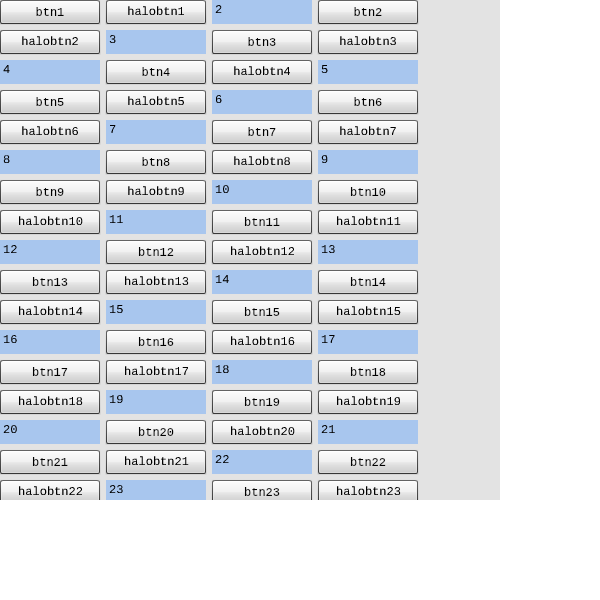 btn1 halobtn1 2 btn2
halobtn2 3 btn3 halobtn3
4 btn4 halobtn4 5
btn5 halobtn5 6 btn6
halobtn6 7 btn7 halobtn7
8 btn8 halobtn8 9
btn9 halobtn9 10 btn10
halobtn10 11 btn11 halobtn11
12 btn12 halobtn12 13
btn13 halobtn13 14 btn14
halobtn14 15 btn15 halobtn15
16 btn16 halobtn16 17
btn17 halobtn17 18 btn18
halobtn18 19 btn19 halobtn19
20 btn20 halobtn20 21
btn21 halobtn21 22 btn22
halobtn22 23 btn23 halobtn23